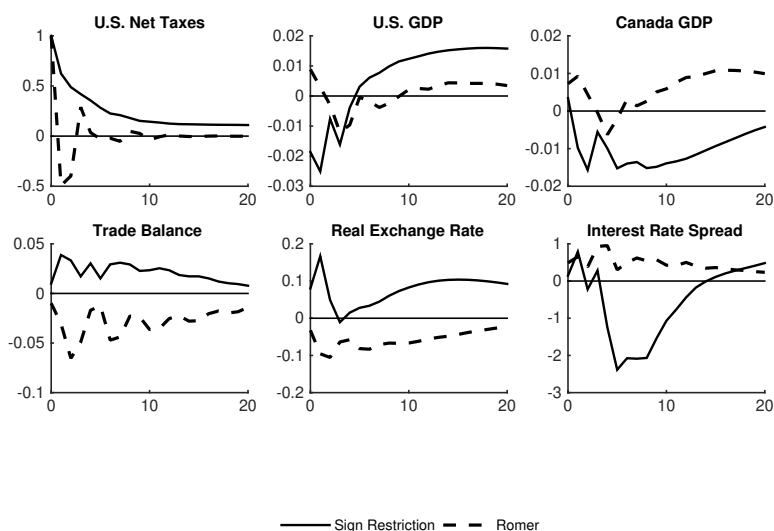 U.S. Net Taxes
1
0.5
0
-0.5
0 10 20
U.S. GDP
0.02
0.01
0
-0.01
-0.02
-0.03
0 10 20
Canada GDP
0.02
0.01
0
-0.01
-0.02
0 10 20
Trade Balance
0.05
0
-0.05
-0.1
0 10 20
Real Exchange Rate
0.2
0.1
0
-0.1
-0.2
0 10 20
Interest Rate Spread
1
0
-1
-2
-3
0 10 20
Sign Restriction Romer